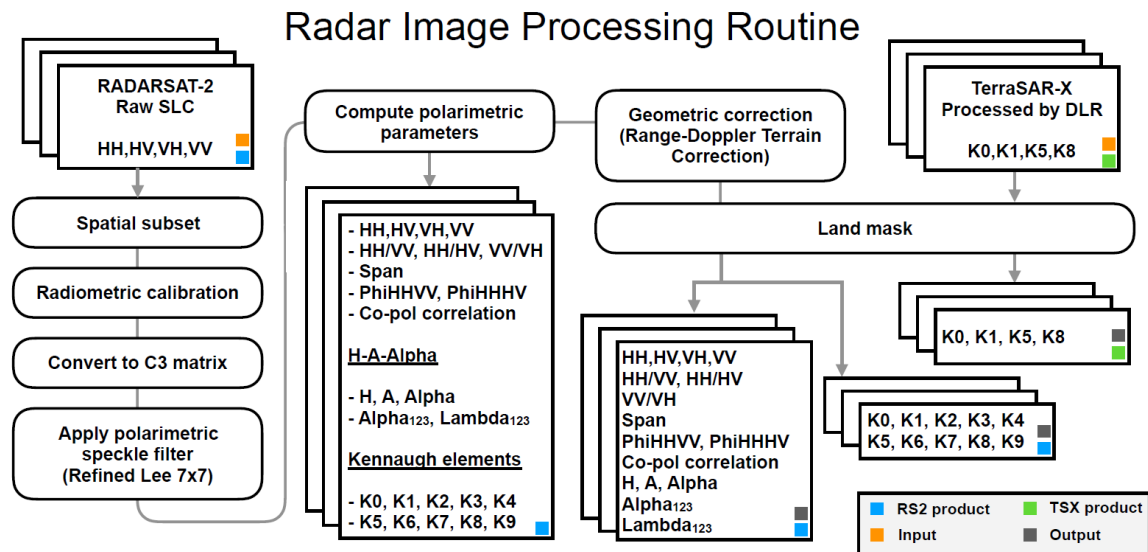 Radar Image Processing Routine
RADARSAT-2
Raw SLC
HH,HV,VH,VV
Spatial subset
Radiometric calibration
Convert to C3 matrix
Apply polarimetric
speckle filter
(Refined Lee 7x7)
Compute polarimetric
parameters
- HH,HV,VH,VV
- HH/VV, HH/HV, VV/VH
- Span
- PhiHHVV, PhiHHHV
- Co-pol correlation
H-A-Alpha
- H, A, Alpha
- Alpha₁₂₃, Lambda₁₂₃
Kennaugh elements
- K0, K1, K2, K3, K4
- K5, K6, K7, K8, K9
Geometric correction
(Range-Doppler Terrain
Correction)
TerraSAR-X
Processed by DLR
K0,K1,K5,K8
Land mask
HH,HV,VH,VV
HH/VV, HH/HV
VV/VH
Span
PhiHHVV, PhiHHHV
Co-pol correlation
H, A, Alpha
Alpha₁₂₃
Lambda₁₂₃
K0, K1, K5, K8
K0, K1, K2, K3, K4
K5, K6, K7, K8, K9
RS2 product
TSX product
Input
Output